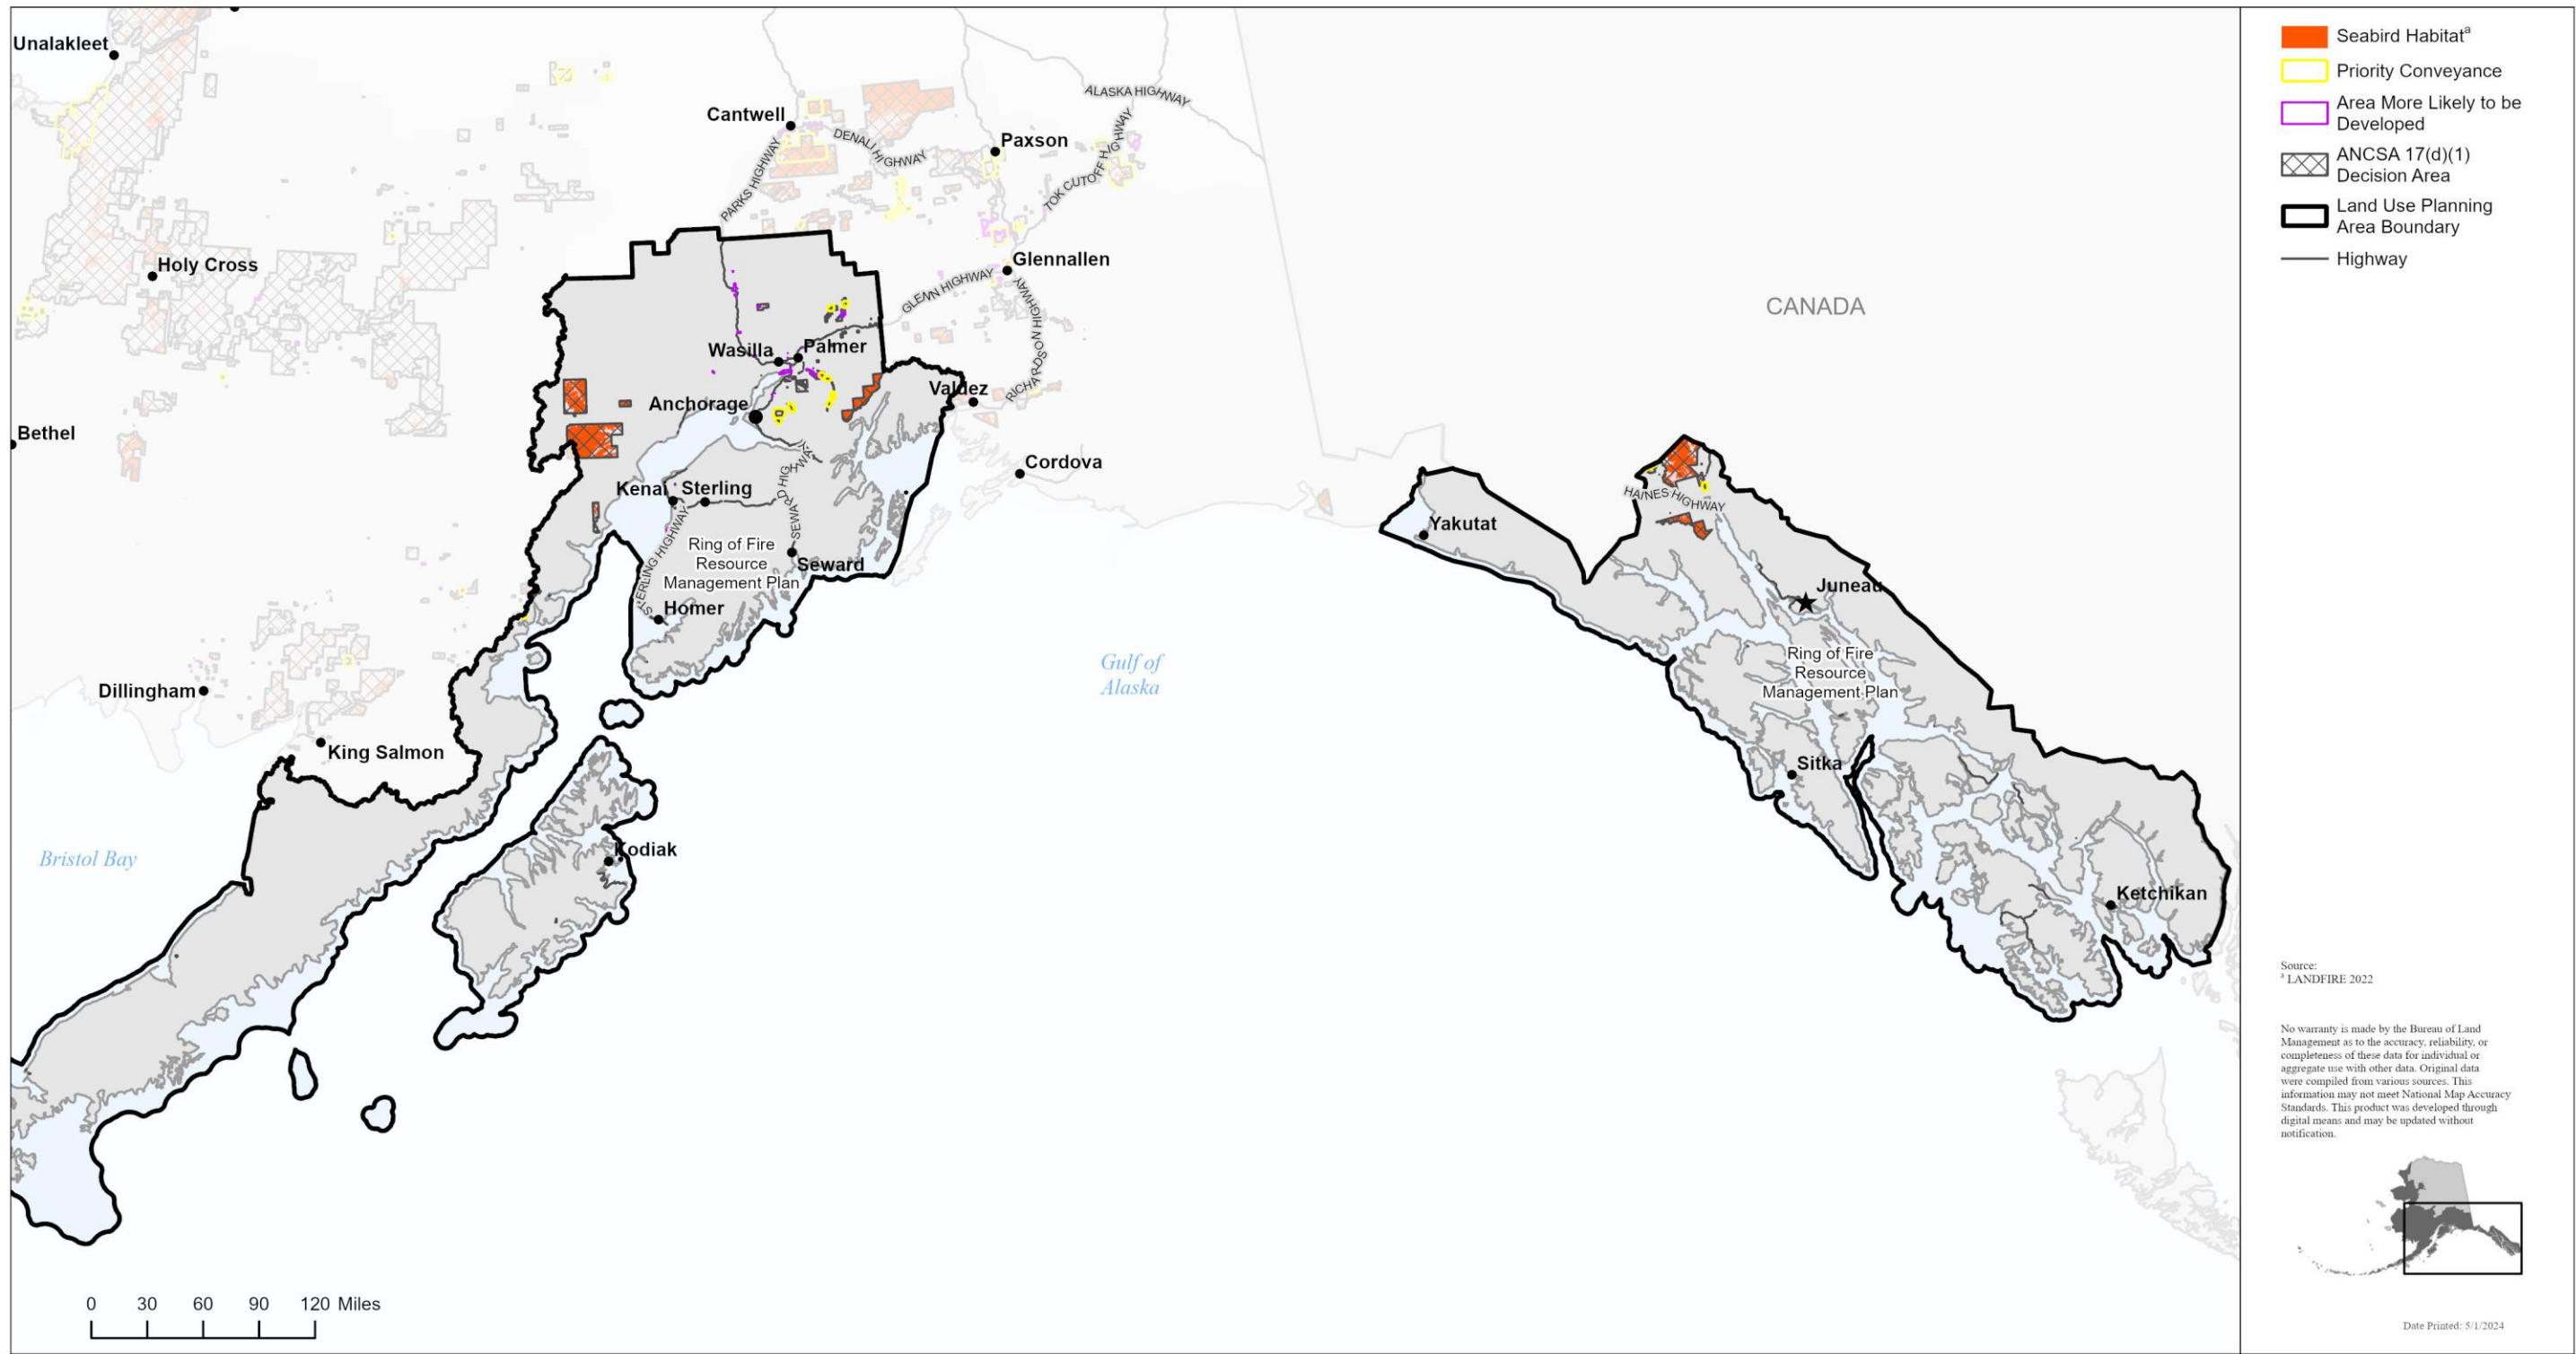 Unalakleet
Cantwell
Paxson
Holy Cross
Glennallen
Wasilla
Palmer
Valdez
Anchorage
Bethel
Cordova
Kenai
Sterling
Seward
Homer
Dillingham
King Salmon
Kodiak
Yakutat
Juneau
Sitka
Ketchikan
ALASKA HIGHWAY
DENALI HIGHWAY
PARKS HIGHWAY
TOK CUTOFF HIGHWAY
GLENN HIGHWAY
RICHARDSON HIGHWAY
SEWARD HIGHWAY
STERLING HIGHWAY
HAINES HIGHWAY
CANADA
Ring of Fire
Resource
Management Plan
Ring of Fire
Resource
Management Plan
Gulf of
Alaska
Bristol Bay
0 30 60 90 120 Miles
Seabird Habitatᵃ
Priority Conveyance
Area More Likely to be
Developed
ANCSA 17(d)(1)
Decision Area
Land Use Planning
Area Boundary
Highway
Source:
ᵃ LANDFIRE 2022
No warranty is made by the Bureau of Land
Management as to the accuracy, reliability, or
completeness of these data for individual or
aggregate use with other data. Original data
were compiled from various sources. This
information may not meet National Map Accuracy
Standards. This product was developed through
digital means and may be updated without
notification.
Date Printed: 5/1/2024